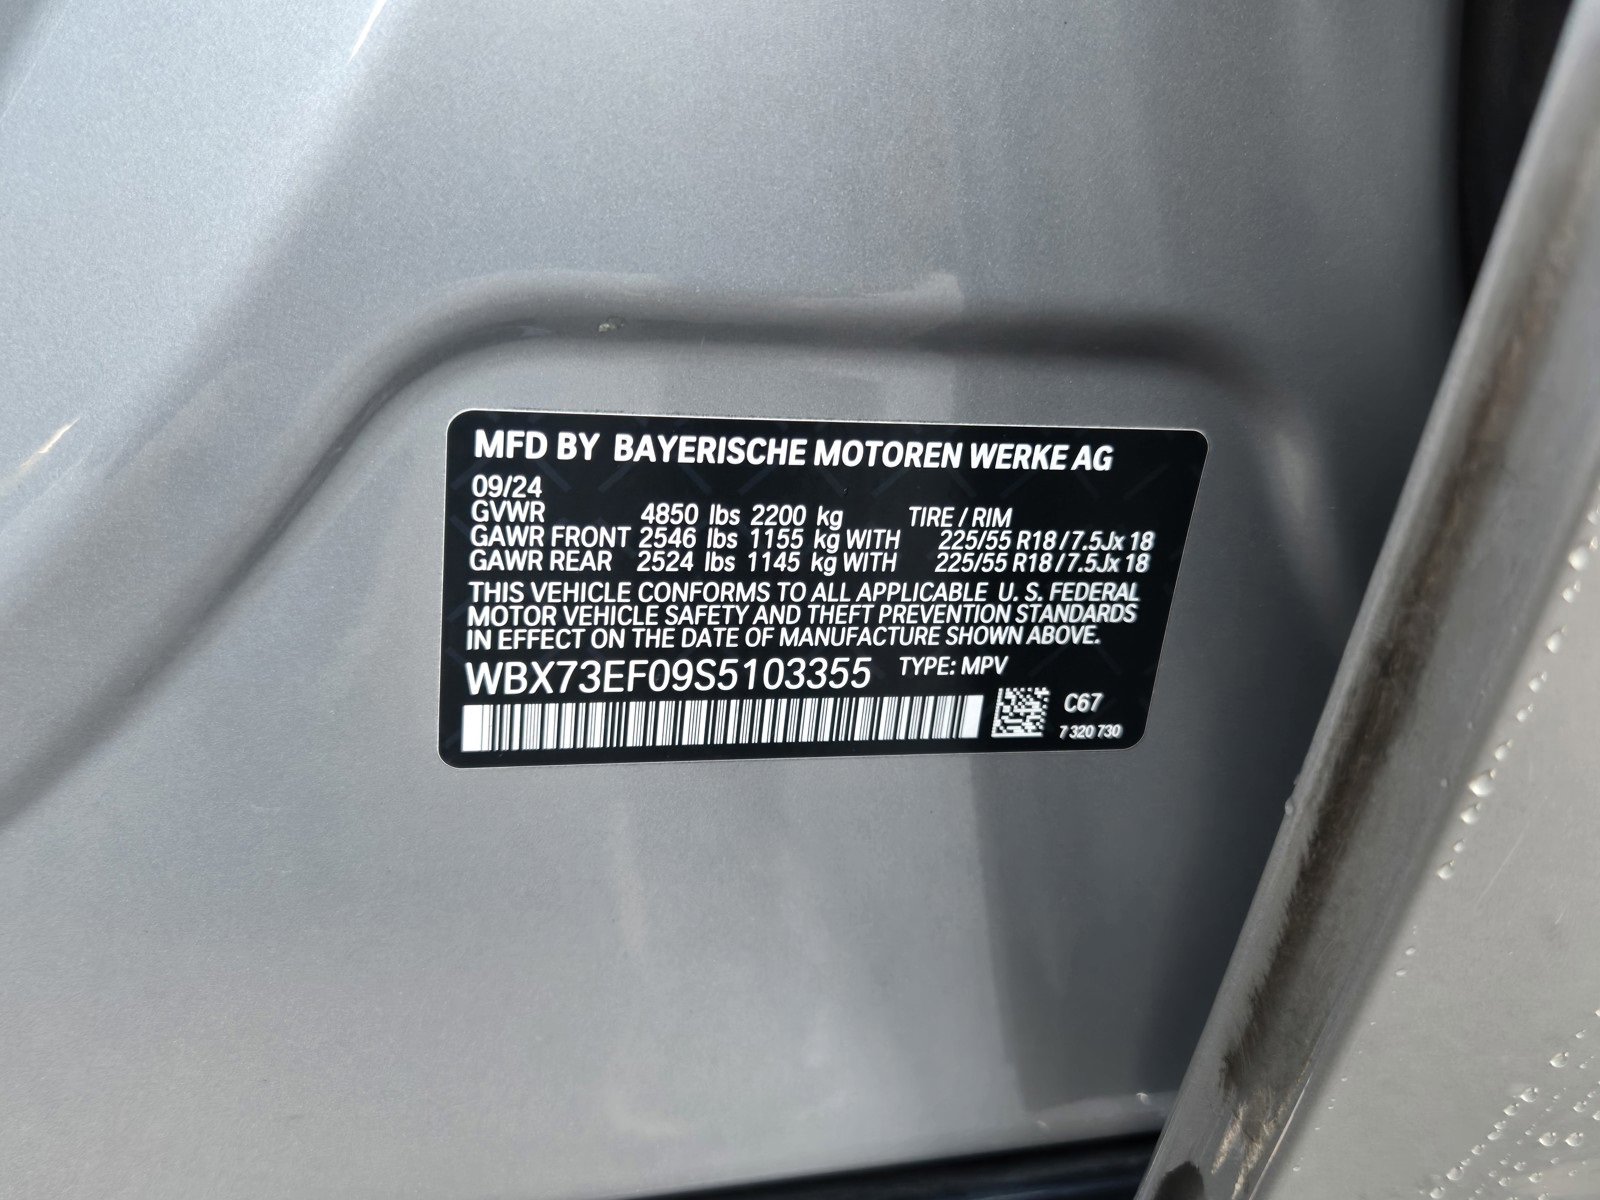 MFD BY BAYERISCHE MOTOREN WERKE AG
09/24
GVWR 4850 lbs 2200 kg TIRE / RIM
GAWR FRONT 2546 lbs 1155 kg WITH 225/55 R18 / 7.5Jx 18
GAWR REAR 2524 lbs 1145 kg WITH 225/55 R18 / 7.5Jx 18
THIS VEHICLE CONFORMS TO ALL APPLICABLE U. S. FEDERAL
MOTOR VEHICLE SAFETY AND THEFT PREVENTION STANDARDS
IN EFFECT ON THE DATE OF MANUFACTURE SHOWN ABOVE.
WBX73EF09S5103355 TYPE: MPV
C67
7 320 730